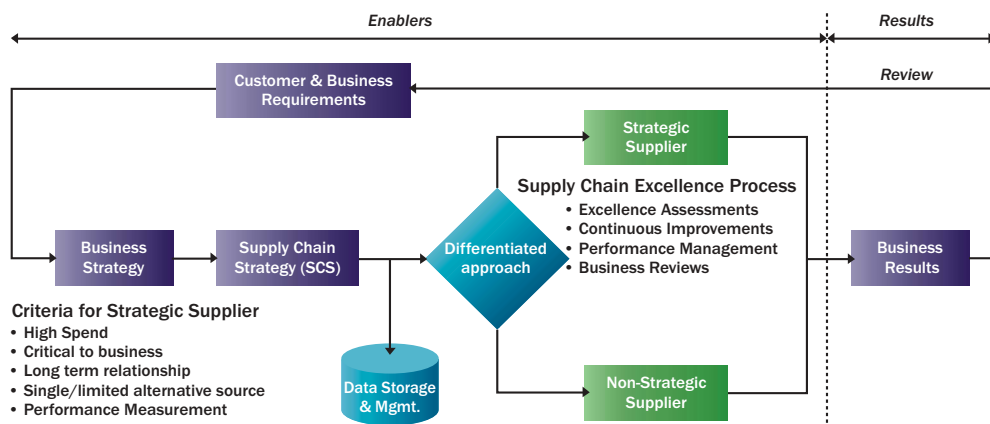 Enablers
Results
Review
Customer & Business
Requirements
Strategic
Supplier
Supply Chain Excellence Process
• Excellence Assessments
• Continuous Improvements
• Performance Management
• Business Reviews
Business
Strategy
Supply Chain
Strategy (SCS)
Differentiated
approach
Business
Results
Criteria for Strategic Supplier
• High Spend
• Critical to business
• Long term relationship
• Single/limited alternative source
• Performance Measurement
Data Storage
& Mgmt.
Non-Strategic
Supplier